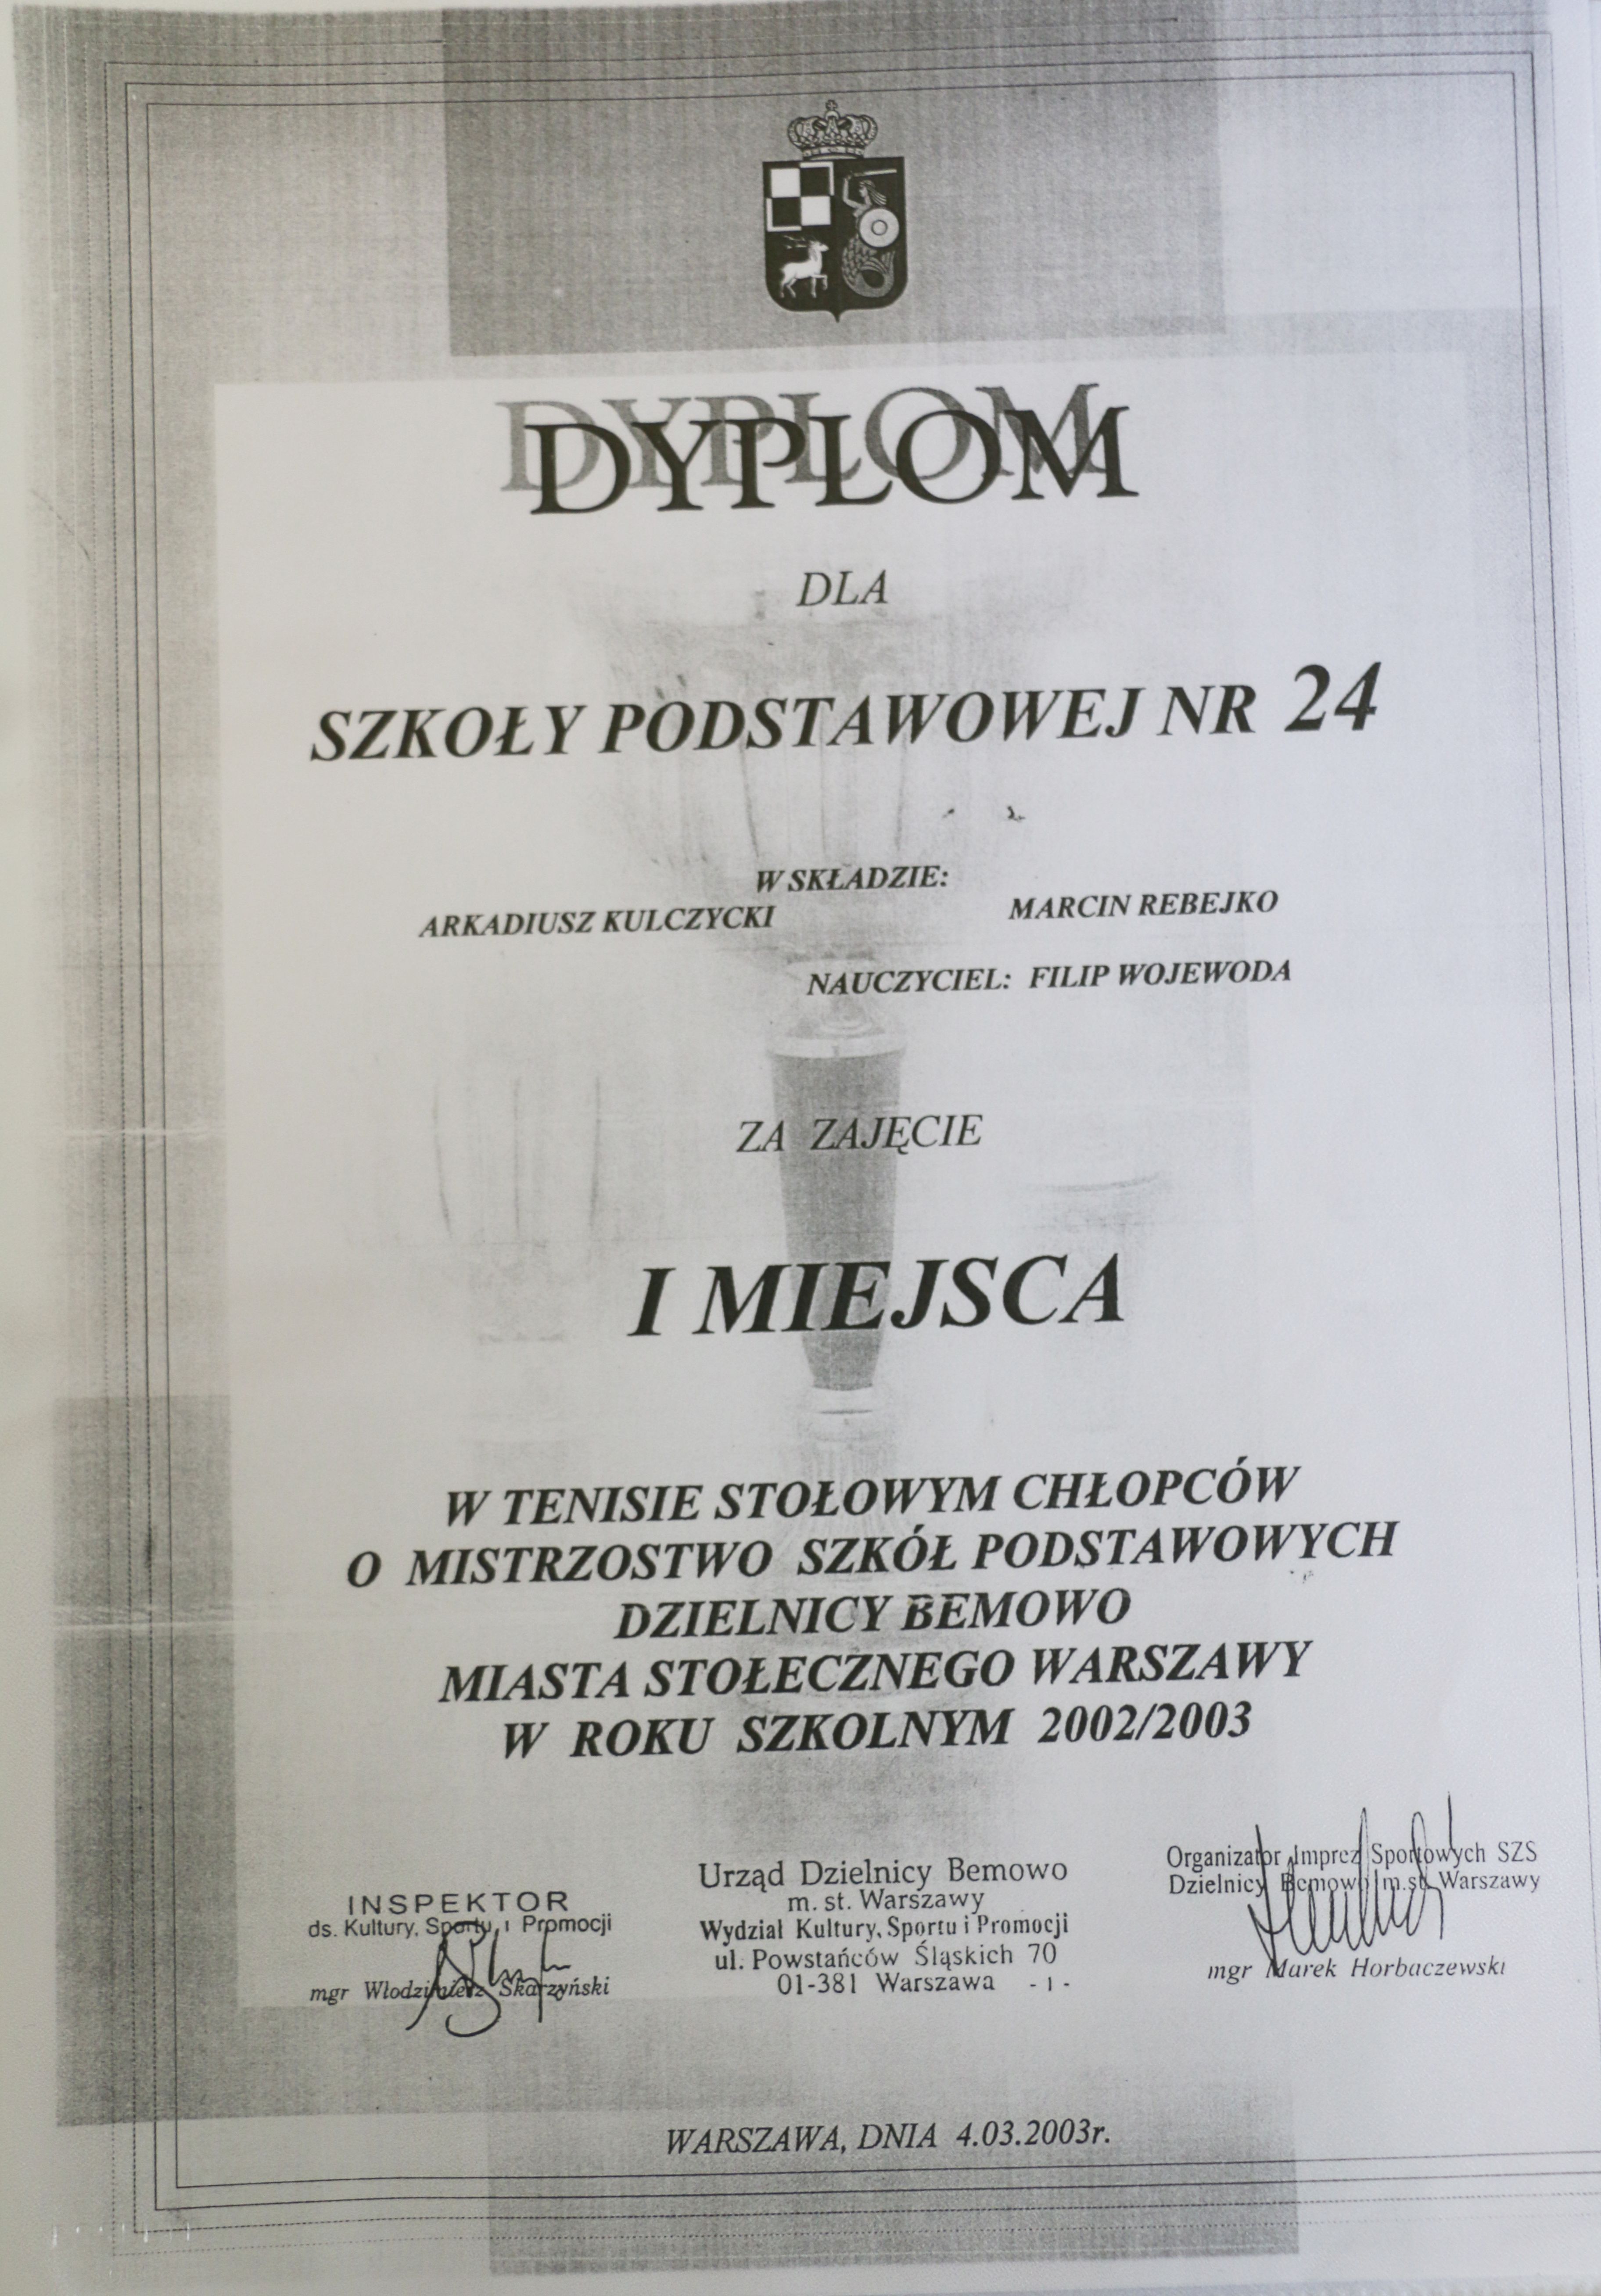 DYPLOM
DLA
SZKOŁY PODSTAWOWEJ NR 24
W SKŁADZIE:
ARKADIUSZ KULCZYCKI MARCIN REBEJKO
NAUCZYCIEL: FILIP WOJEWODA
ZA ZAJĘCIE
I MIEJSCA
W TENISIE STOŁOWYM CHŁOPCÓW
O MISTRZOSTWO SZKÓŁ PODSTAWOWYCH
DZIELNICY BEMOWO
MIASTA STOŁECZNEGO WARSZAWY
W ROKU SZKOLNYM 2002/2003
INSPEKTOR
ds. Kultury, Sportu i Promocji
mgr Włodzimierz Skarzyński
Urząd Dzielnicy Bemowo
m. st. Warszawy
Wydział Kultury, Sportu i Promocji
ul. Powstańców Śląskich 70
01-381 Warszawa - 1 -
Organizator Imprez Sportowych SZS
Dzielnicy Bemowo m.st. Warszawy
mgr Marek Horbaczewski
WARSZAWA, DNIA 4.03.2003r.